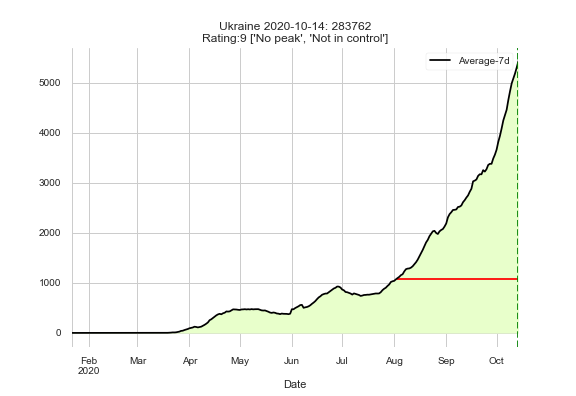 Ukraine 2020-10-14: 283762
Rating:9 ['No peak', 'Not in control']
Average-7d
5000
4000
3000
2000
1000
0
Feb Mar Apr May Jun Jul Aug Sep Oct
2020
Date